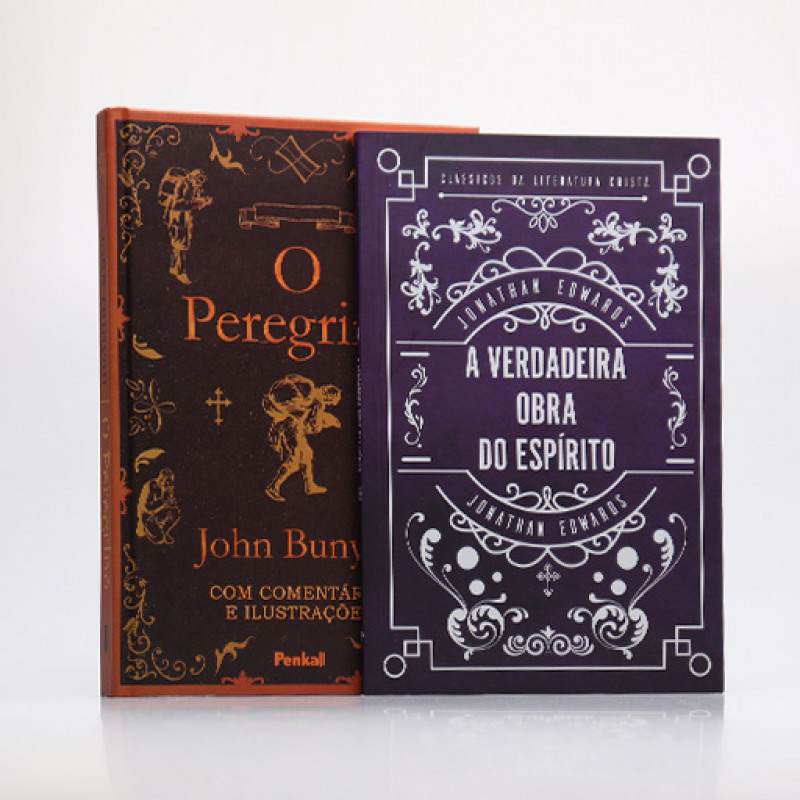 O
Peregri
John Buny
COM COMENTÁR
E ILUSTRAÇÕE
Penkal
CLÁSSICOS DA LITERATURA CRISTÃ
JONATHAN EDWARDS
A VERDADEIRA
OBRA
DO ESPÍRITO
JONATHAN EDWARDS